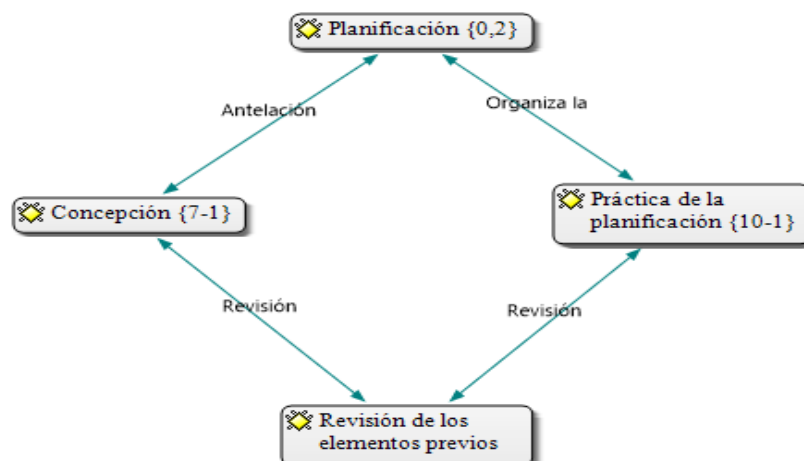 Planificación {0,2}
Antelación
Organiza la
Concepción {7-1}
Práctica de la
planificación {10-1}
Revisión
Revisión
Revisión de los
elementos previos